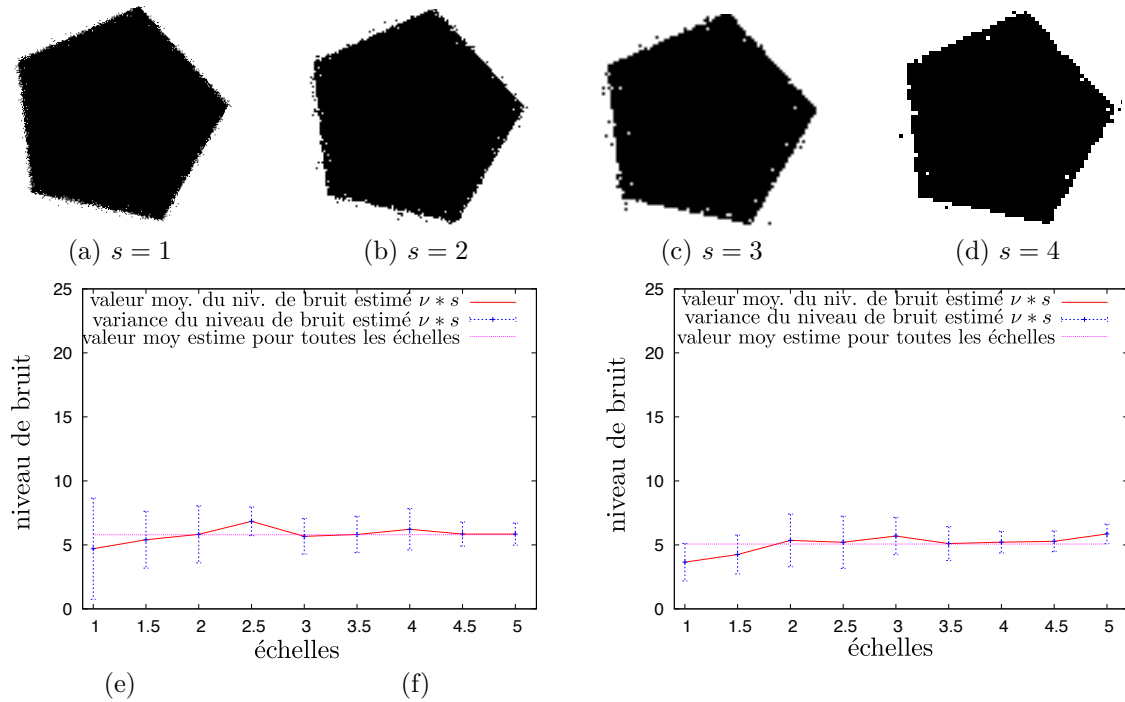 (a) s = 1
(b) s = 2
(c) s = 3
(d) s = 4
25
20
15
10
5
0
niveau de bruit
valeur moy. du niv. de bruit estimé ν ∗ s
variance du niveau de bruit estimé ν ∗ s
valeur moy estime pour toutes les échelles
1 1.5 2 2.5 3 3.5 4 4.5 5
échelles
25
20
15
10
5
0
niveau de bruit
valeur moy. du niv. de bruit estimé ν ∗ s
variance du niveau de bruit estimé ν ∗ s
valeur moy estime pour toutes les échelles
1 1.5 2 2.5 3 3.5 4 4.5 5
échelles
(e)
(f)